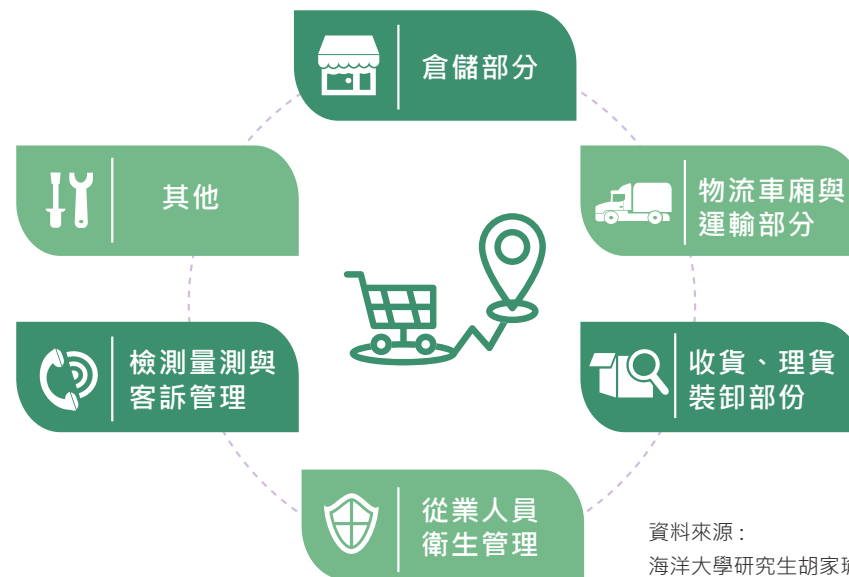 倉儲部分
物流車廂與
運輸部分
收貨、理貨
裝卸部份
從業人員
衛生管理
檢測量測與
客訴管理
其他
資料來源：
海洋大學研究生胡家